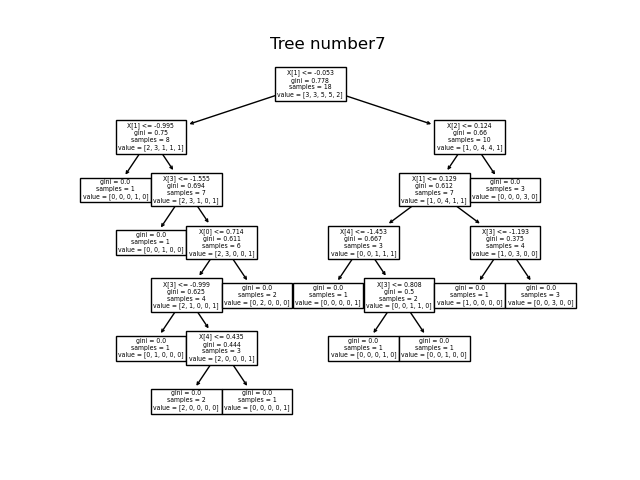 Tree number7
X[1] <= -0.053
gini = 0.778
samples = 18
value = [3, 3, 5, 5, 2]
X[1] <= -0.995
gini = 0.75
samples = 8
value = [2, 3, 1, 1, 1]
X[2] <= 0.124
gini = 0.66
samples = 10
value = [1, 0, 4, 4, 1]
gini = 0.0
samples = 1
value = [0, 0, 0, 1, 0]
X[3] <= -1.555
gini = 0.694
samples = 7
value = [2, 3, 1, 0, 1]
X[1] <= 0.129
gini = 0.612
samples = 7
value = [1, 0, 4, 1, 1]
gini = 0.0
samples = 3
value = [0, 0, 0, 3, 0]
gini = 0.0
samples = 1
value = [0, 0, 1, 0, 0]
X[0] <= 0.714
gini = 0.611
samples = 6
value = [2, 3, 0, 0, 1]
X[4] <= -1.453
gini = 0.667
samples = 3
value = [0, 0, 1, 1, 1]
X[3] <= -1.193
gini = 0.375
samples = 4
value = [1, 0, 3, 0, 0]
X[3] <= -0.999
gini = 0.625
samples = 4
value = [2, 1, 0, 0, 1]
gini = 0.0
samples = 2
value = [0, 2, 0, 0, 0]
gini = 0.0
samples = 1
value = [0, 0, 0, 0, 1]
X[3] <= 0.808
gini = 0.5
samples = 2
value = [0, 0, 1, 1, 0]
gini = 0.0
samples = 1
value = [1, 0, 0, 0, 0]
gini = 0.0
samples = 3
value = [0, 0, 3, 0, 0]
gini = 0.0
samples = 1
value = [0, 1, 0, 0, 0]
X[4] <= 0.435
gini = 0.444
samples = 3
value = [2, 0, 0, 0, 1]
gini = 0.0
samples = 1
value = [0, 0, 0, 1, 0]
gini = 0.0
samples = 1
value = [0, 0, 1, 0, 0]
gini = 0.0
samples = 2
value = [2, 0, 0, 0, 0]
gini = 0.0
samples = 1
value = [0, 0, 0, 0, 1]